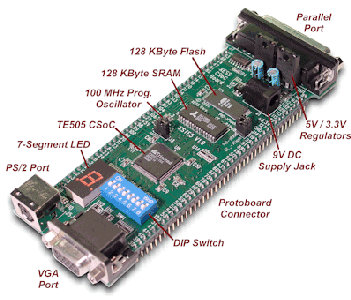 Parallel
Port
128 KByte Flash
128 KByte SRAM
100 MHz Prog.
Oscillator
TE505 CSoC
7-Segment LED
PS/2 Port
5V / 3.3V
Regulators
9V DC
Supply Jack
Protoboard
Connector
DIP Switch
VGA
Port